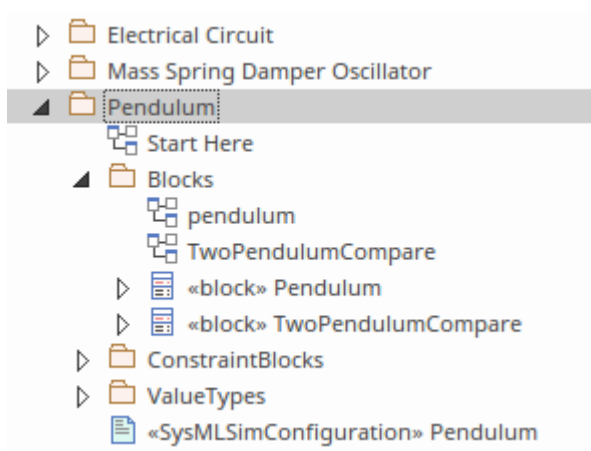 Electrical Circuit
Mass Spring Damper Oscillator
Pendulum
Start Here
Blocks
pendulum
TwoPendulumCompare
«block» Pendulum
«block» TwoPendulumCompare
ConstraintBlocks
ValueTypes
«SysMLSimConfiguration» Pendulum